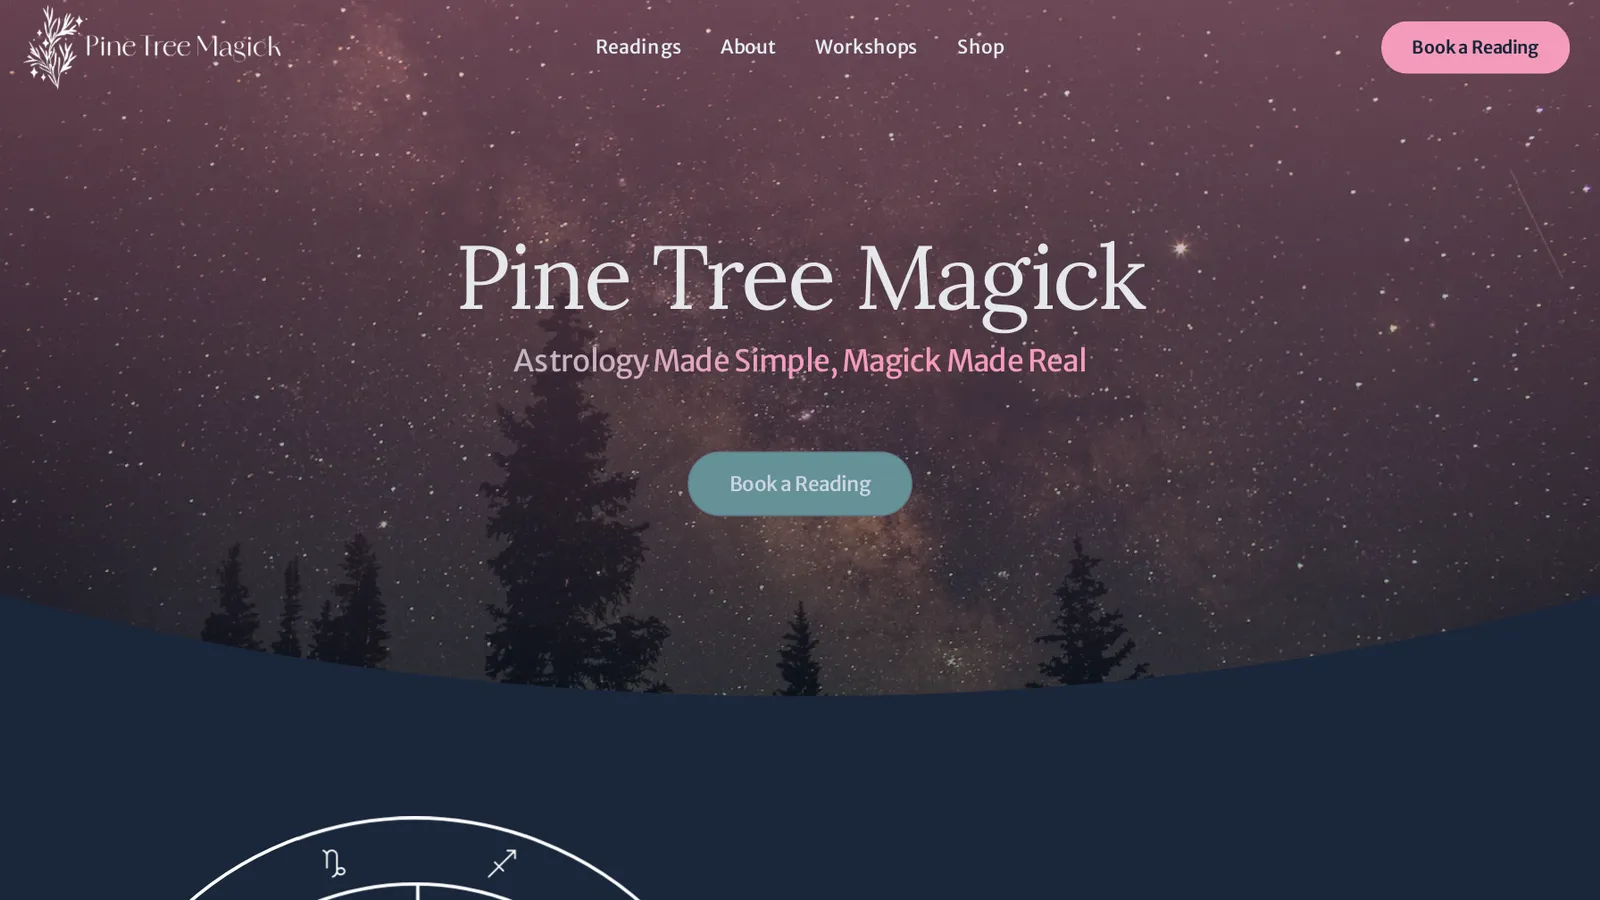 Pine Tree Magick
Readings
About
Workshops
Shop
Book a Reading
Pine Tree Magick
Astrology Made Simple, Magick Made Real
Book a Reading
♑ ♐